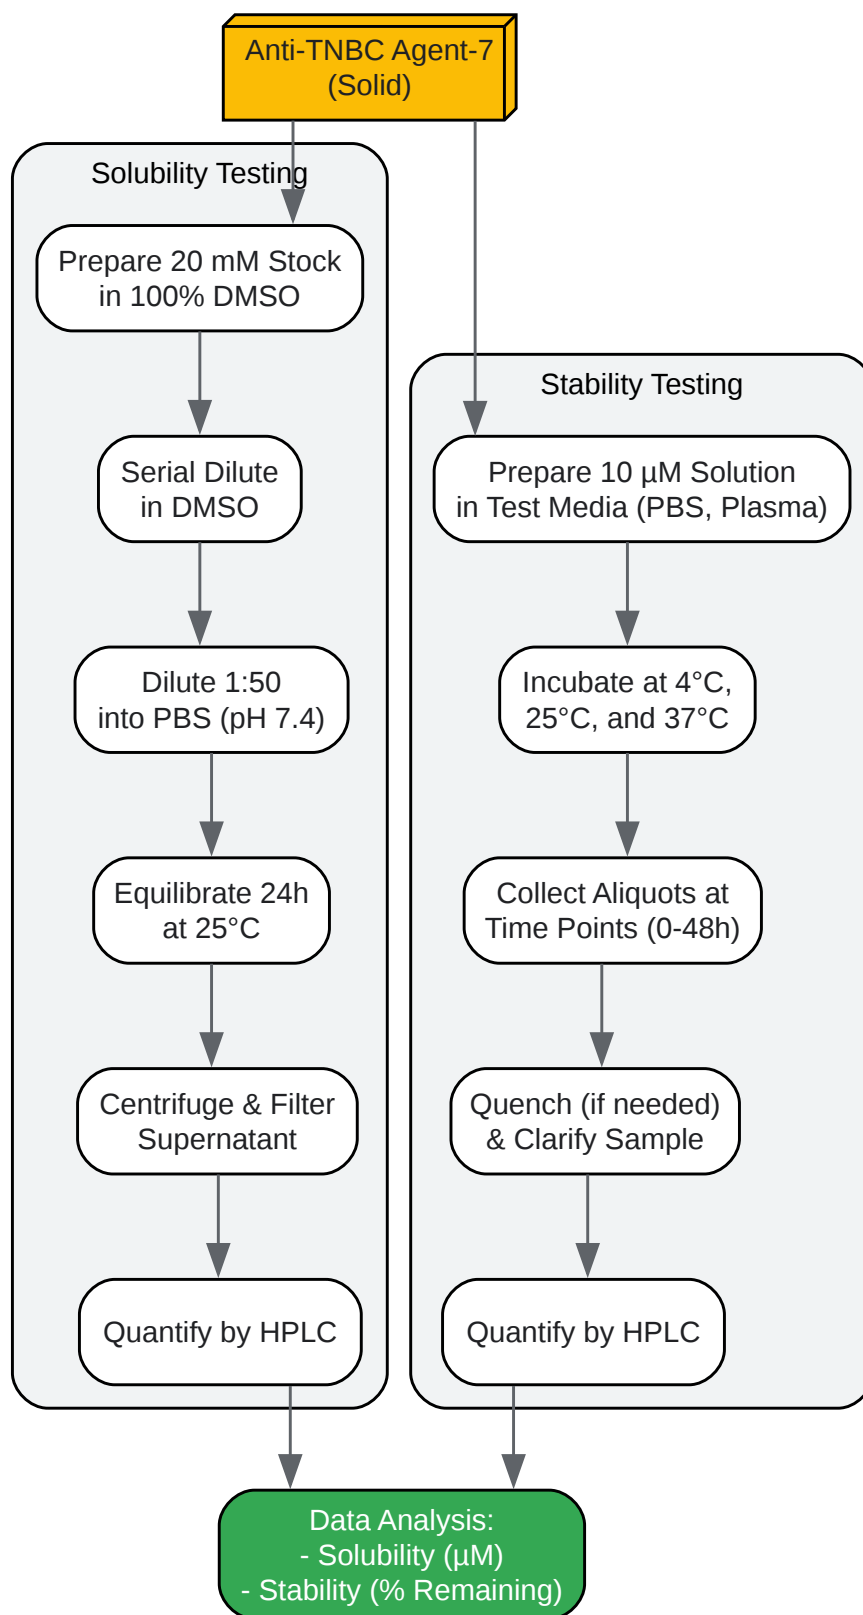 Anti-TNBC Agent-7
(Solid)
Solubility Testing
Prepare 20 mM Stock
in 100% DMSO
Serial Dilute
in DMSO
Dilute 1:50
into PBS (pH 7.4)
Equilibrate 24h
at 25°C
Centrifuge & Filter
Supernatant
Quantify by HPLC
Stability Testing
Prepare 10 µM Solution
in Test Media (PBS, Plasma)
Incubate at 4°C,
25°C, and 37°C
Collect Aliquots at
Time Points (0-48h)
Quench (if needed)
& Clarify Sample
Quantify by HPLC
Data Analysis:
- Solubility (µM)
- Stability (% Remaining)